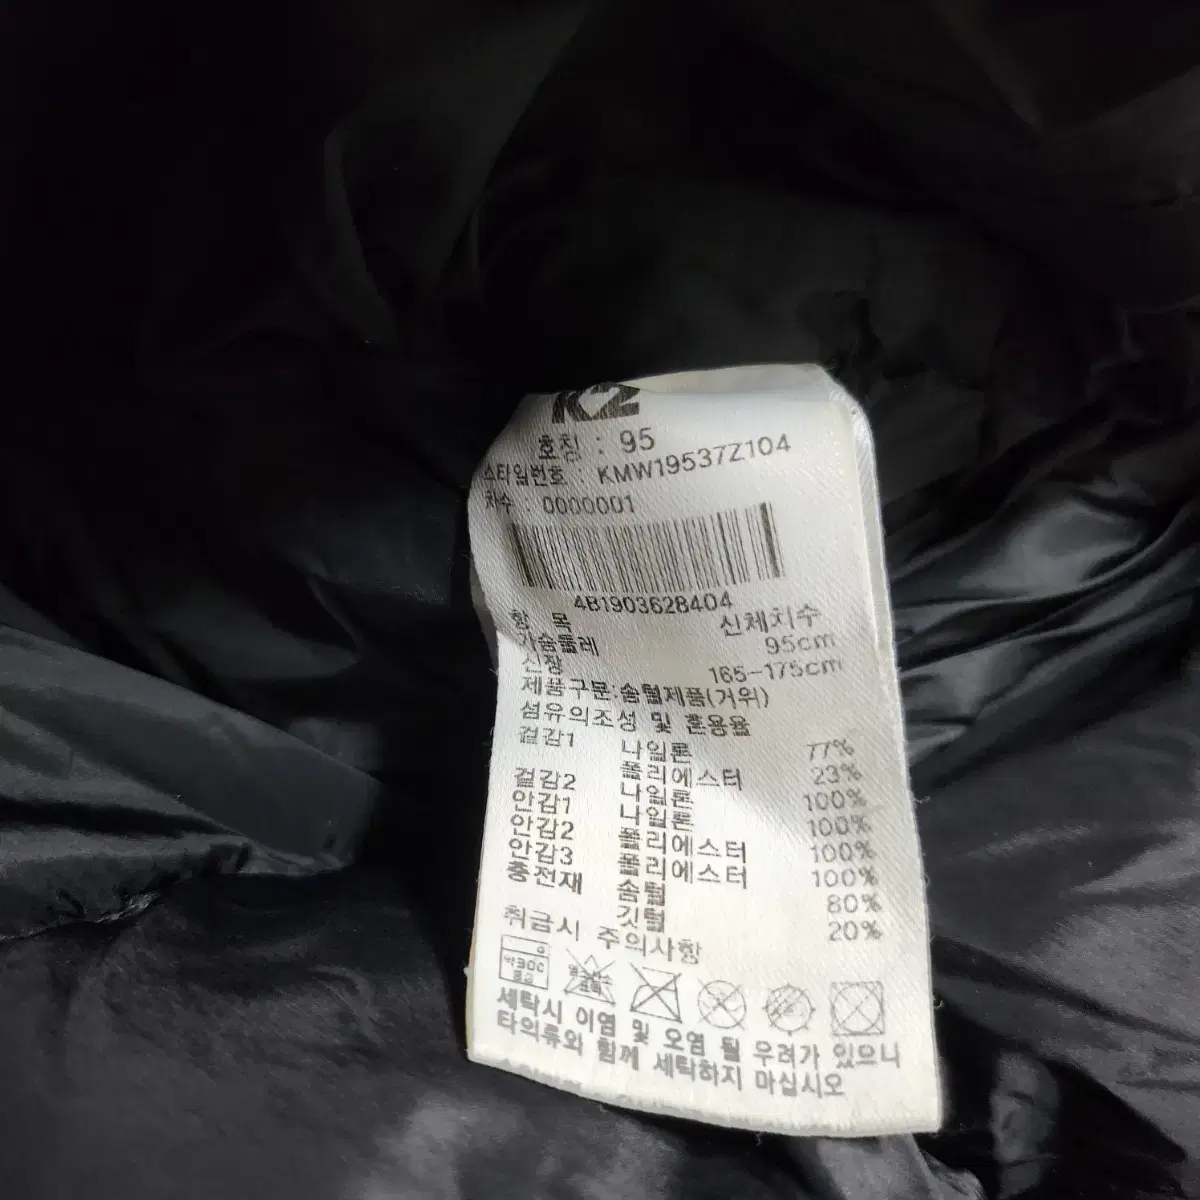 K2
호칭 : 95
스타일번호 : KMW19537Z104
차수 : 0000001
4B1903628404
항 목 신체치수
가슴둘레 95cm
신장 165-175cm
제품구분:솜털제품(거위)
섬유의조성 및 혼용율
겉감1 나일론 77%
폴리에스터 23%
겉감2 나일론 100%
안감1 나일론 100%
안감2 폴리에스터 100%
안감3 폴리에스터 100%
충전재 솜털 80%
깃털 20%
취급시 주의사항
약30℃
중성
세탁시 이염 및 오염 될 우려가 있으니
타의류와 함께 세탁하지 마십시오